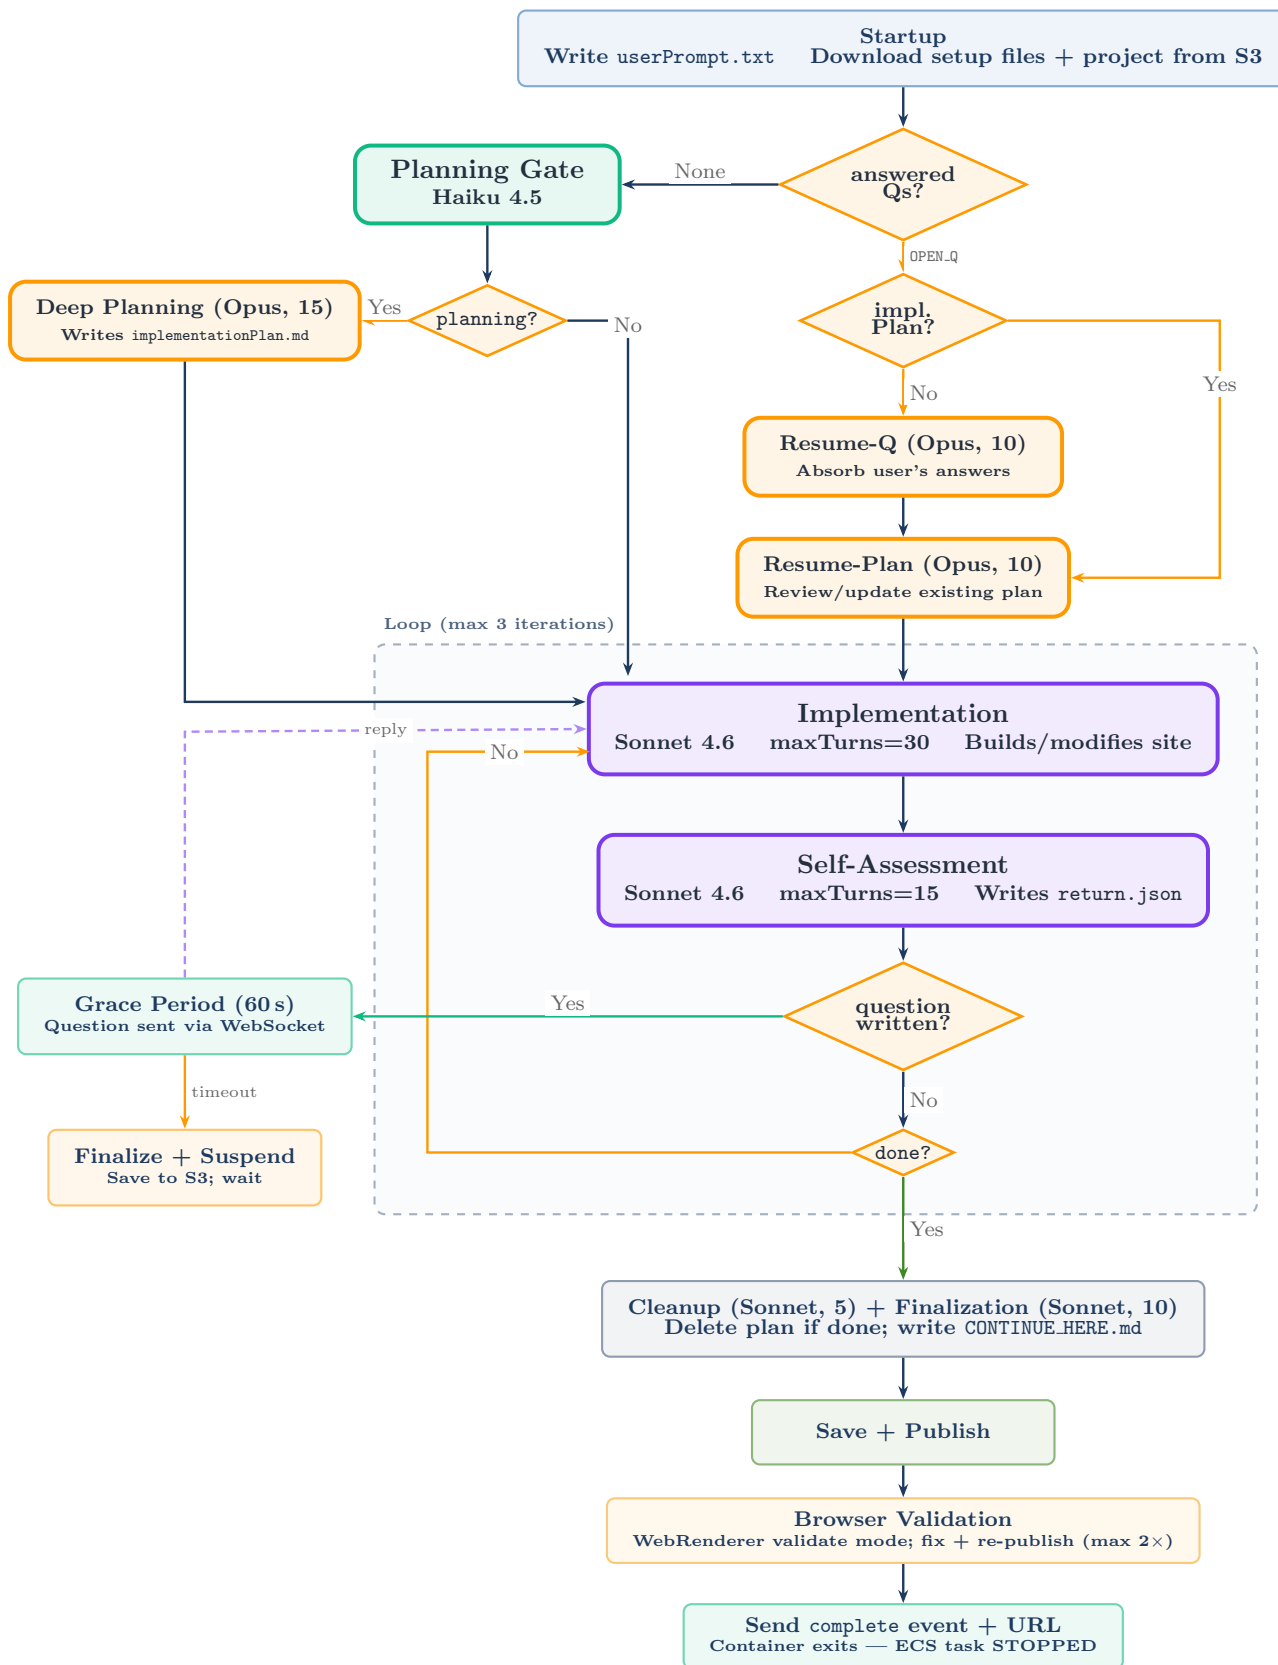 Startup
Write userPrompt.txt Download setup files + project from S3
Planning Gate
Haiku 4.5
None
answered
Qs?
OPEN_Q
Deep Planning (Opus, 15)
Writes implementationPlan.md
Yes
planning?
No
impl.
Plan?
Yes
No
Resume-Q (Opus, 10)
Absorb user's answers
Resume-Plan (Opus, 10)
Review/update existing plan
Loop (max 3 iterations)
Implementation
Sonnet 4.6 maxTurns=30 Builds/modifies site
reply
No
Self-Assessment
Sonnet 4.6 maxTurns=15 Writes return.json
Grace Period (60 s)
Question sent via WebSocket
Yes
question
written?
timeout
No
Finalize + Suspend
Save to S3; wait
done?
Yes
Cleanup (Sonnet, 5) + Finalization (Sonnet, 10)
Delete plan if done; write CONTINUE_HERE.md
Save + Publish
Browser Validation
WebRenderer validate mode; fix + re-publish (max 2×)
Send complete event + URL
Container exits — ECS task STOPPED